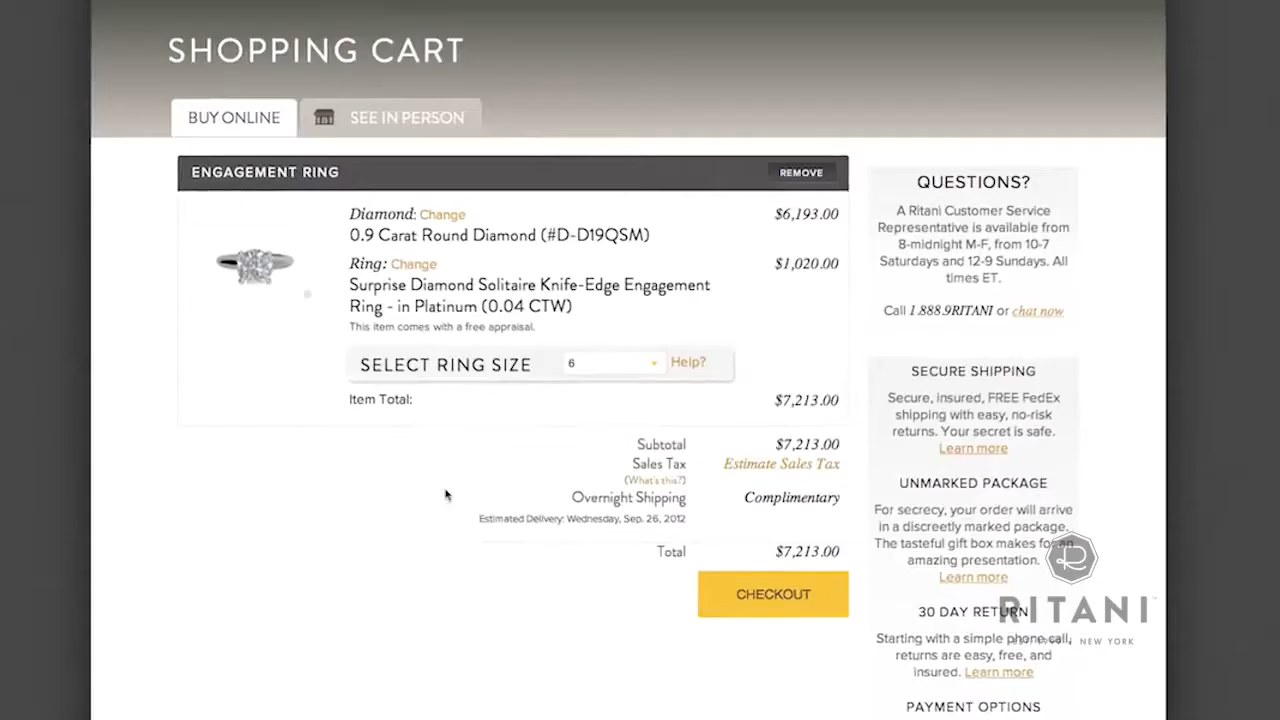 SHOPPING CART
BUY ONLINE
SEE IN PERSON
ENGAGEMENT RING
REMOVE
Diamond: Change
$6,193.00
0.9 Carat Round Diamond (#D-D19QSM)
Ring: Change
$1,020.00
Surprise Diamond Solitaire Knife-Edge Engagement
Ring - in Platinum (0.04 CTW)
This item comes with a free appraisal.
SELECT RING SIZE
6
Help?
Item Total:
$7,213.00
Subtotal
$7,213.00
Sales Tax
Estimate Sales Tax
(What's this?)
Overnight Shipping
Complimentary
Estimated Delivery: Wednesday, Sep. 26, 2012
Total
$7,213.00
CHECKOUT
QUESTIONS?
A Ritani Customer Service
Representative is available from
8-midnight M-F, from 10-7
Saturdays and 12-9 Sundays. All
times ET.
Call 1.888.9RITANI or chat now
SECURE SHIPPING
Secure, insured, FREE FedEx
shipping with easy, no-risk
returns. Your secret is safe.
Learn more
UNMARKED PACKAGE
For secrecy, your order will arrive
in a discreetly marked package.
The tasteful gift box makes for an
amazing presentation.
Learn more
30 DAY RETURN
Starting with a simple phone call,
returns are easy, free, and
insured. Learn more
PAYMENT OPTIONS
R
RITANI
NEW YORK